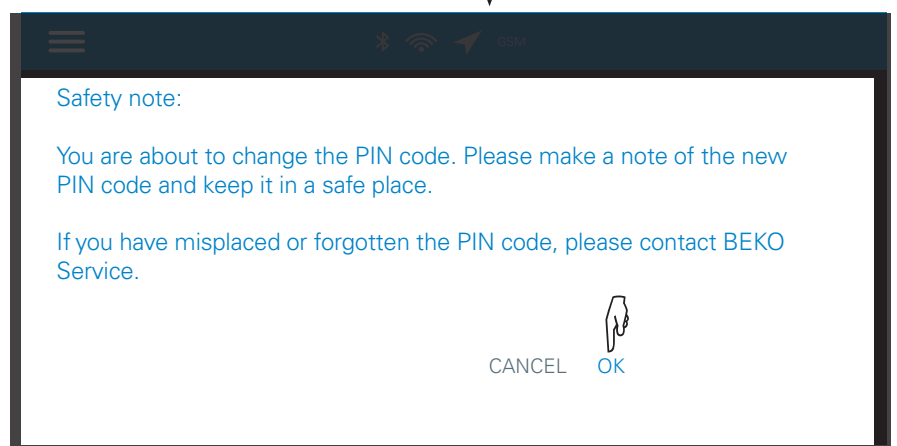 GSM
Safety note:
You are about to change the PIN code. Please make a note of the new
PIN code and keep it in a safe place.
If you have misplaced or forgotten the PIN code, please contact BEKO
Service.
CANCEL OK